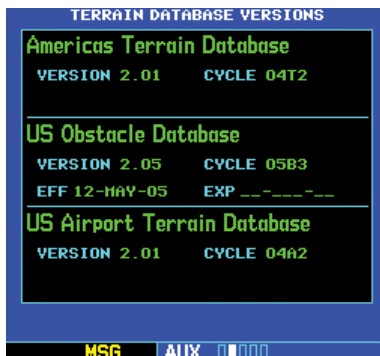 TERRAIN DATABASE VERSIONS
Americas Terrain Database
VERSION 2.01 CYCLE 04T2
US Obstacle Database
VERSION 2.05 CYCLE 05B3
EFF 12-MAY-05 EXP __-___-__
US Airport Terrain Database
VERSION 2.01 CYCLE 04A2
MSG AUX